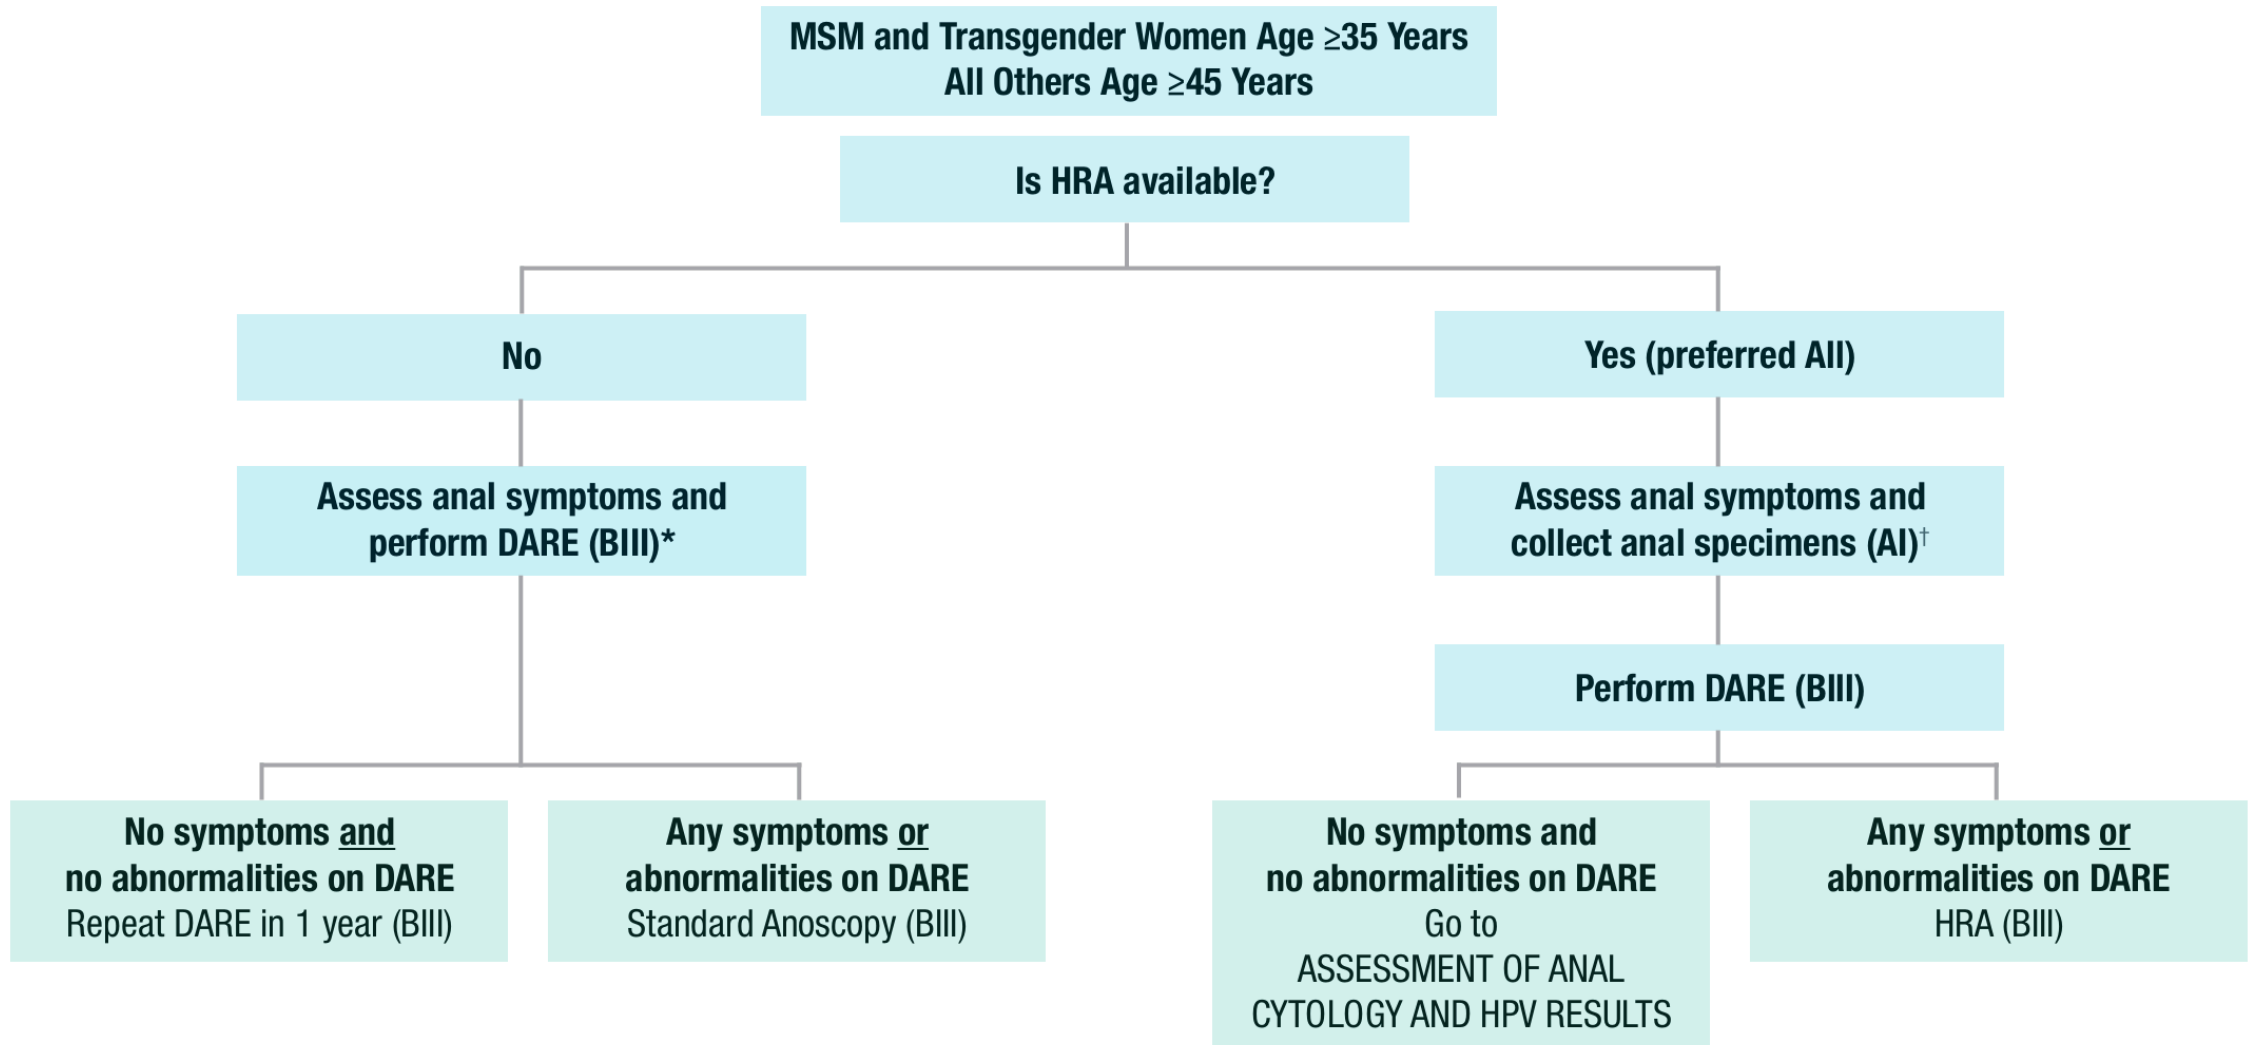 MSM and Transgender Women Age ≥35 Years
All Others Age ≥45 Years
Is HRA available?
No
Yes (preferred AII)
Assess anal symptoms and
perform DARE (BIII)*
Assess anal symptoms and
collect anal specimens (AI)†
Perform DARE (BIII)
No symptoms and
no abnormalities on DARE
Repeat DARE in 1 year (BIII)
Any symptoms or
abnormalities on DARE
Standard Anoscopy (BIII)
No symptoms and
no abnormalities on DARE
Go to
ASSESSMENT OF ANAL
CYTOLOGY AND HPV RESULTS
Any symptoms or
abnormalities on DARE
HRA (BIII)